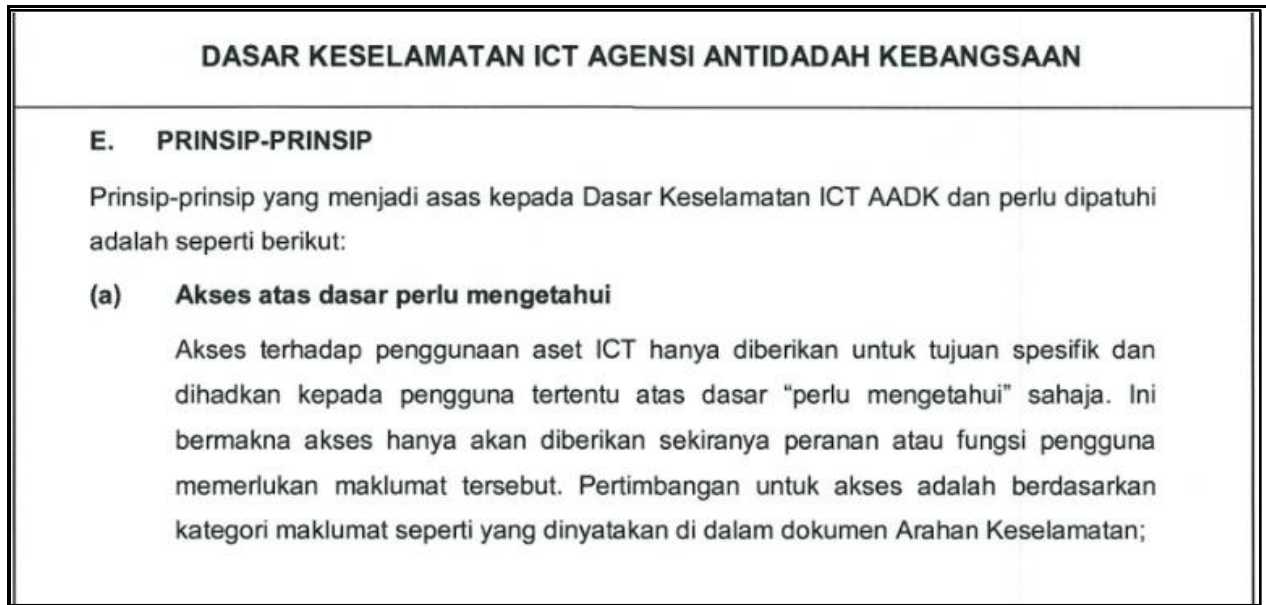 DASAR KESELAMATAN ICT AGENSI ANTIDADAH KEBANGSAAN
E. PRINSIP-PRINSIP
Prinsip-prinsip yang menjadi asas kepada Dasar Keselamatan ICT AADK dan perlu dipatuhi
adalah seperti berikut:
(a) Akses atas dasar perlu mengetahui
Akses terhadap penggunaan aset ICT hanya diberikan untuk tujuan spesifik dan
dihadkan kepada pengguna tertentu atas dasar “perlu mengetahui” sahaja. Ini
bermakna akses hanya akan diberikan sekiranya peranan atau fungsi pengguna
memerlukan maklumat tersebut. Pertimbangan untuk akses adalah berdasarkan
kategori maklumat seperti yang dinyatakan di dalam dokumen Arahan Keselamatan;